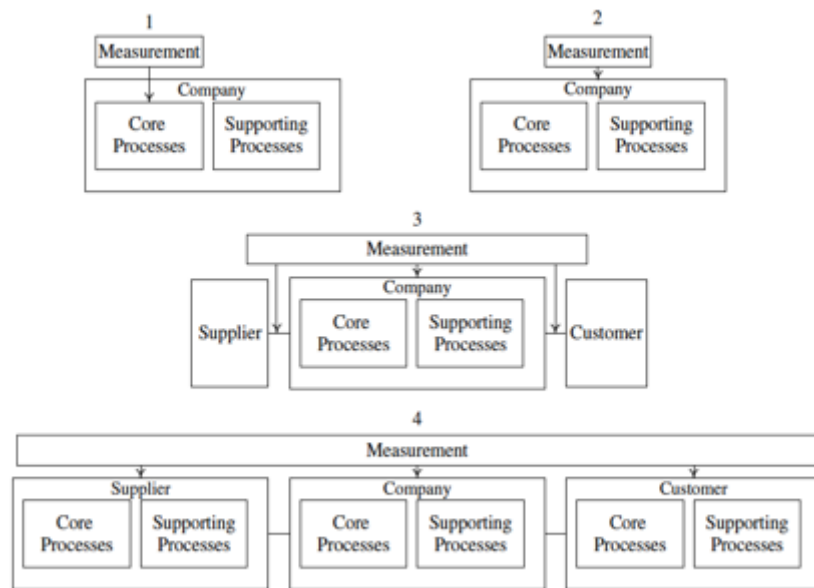 1
Measurement
Company
Core
Processes
Supporting
Processes
2
Measurement
Company
Core
Processes
Supporting
Processes
3
Measurement
Supplier
Company
Core
Processes
Supporting
Processes
Customer
4
Measurement
Supplier
Core
Processes
Supporting
Processes
Company
Core
Processes
Supporting
Processes
Customer
Core
Processes
Supporting
Processes